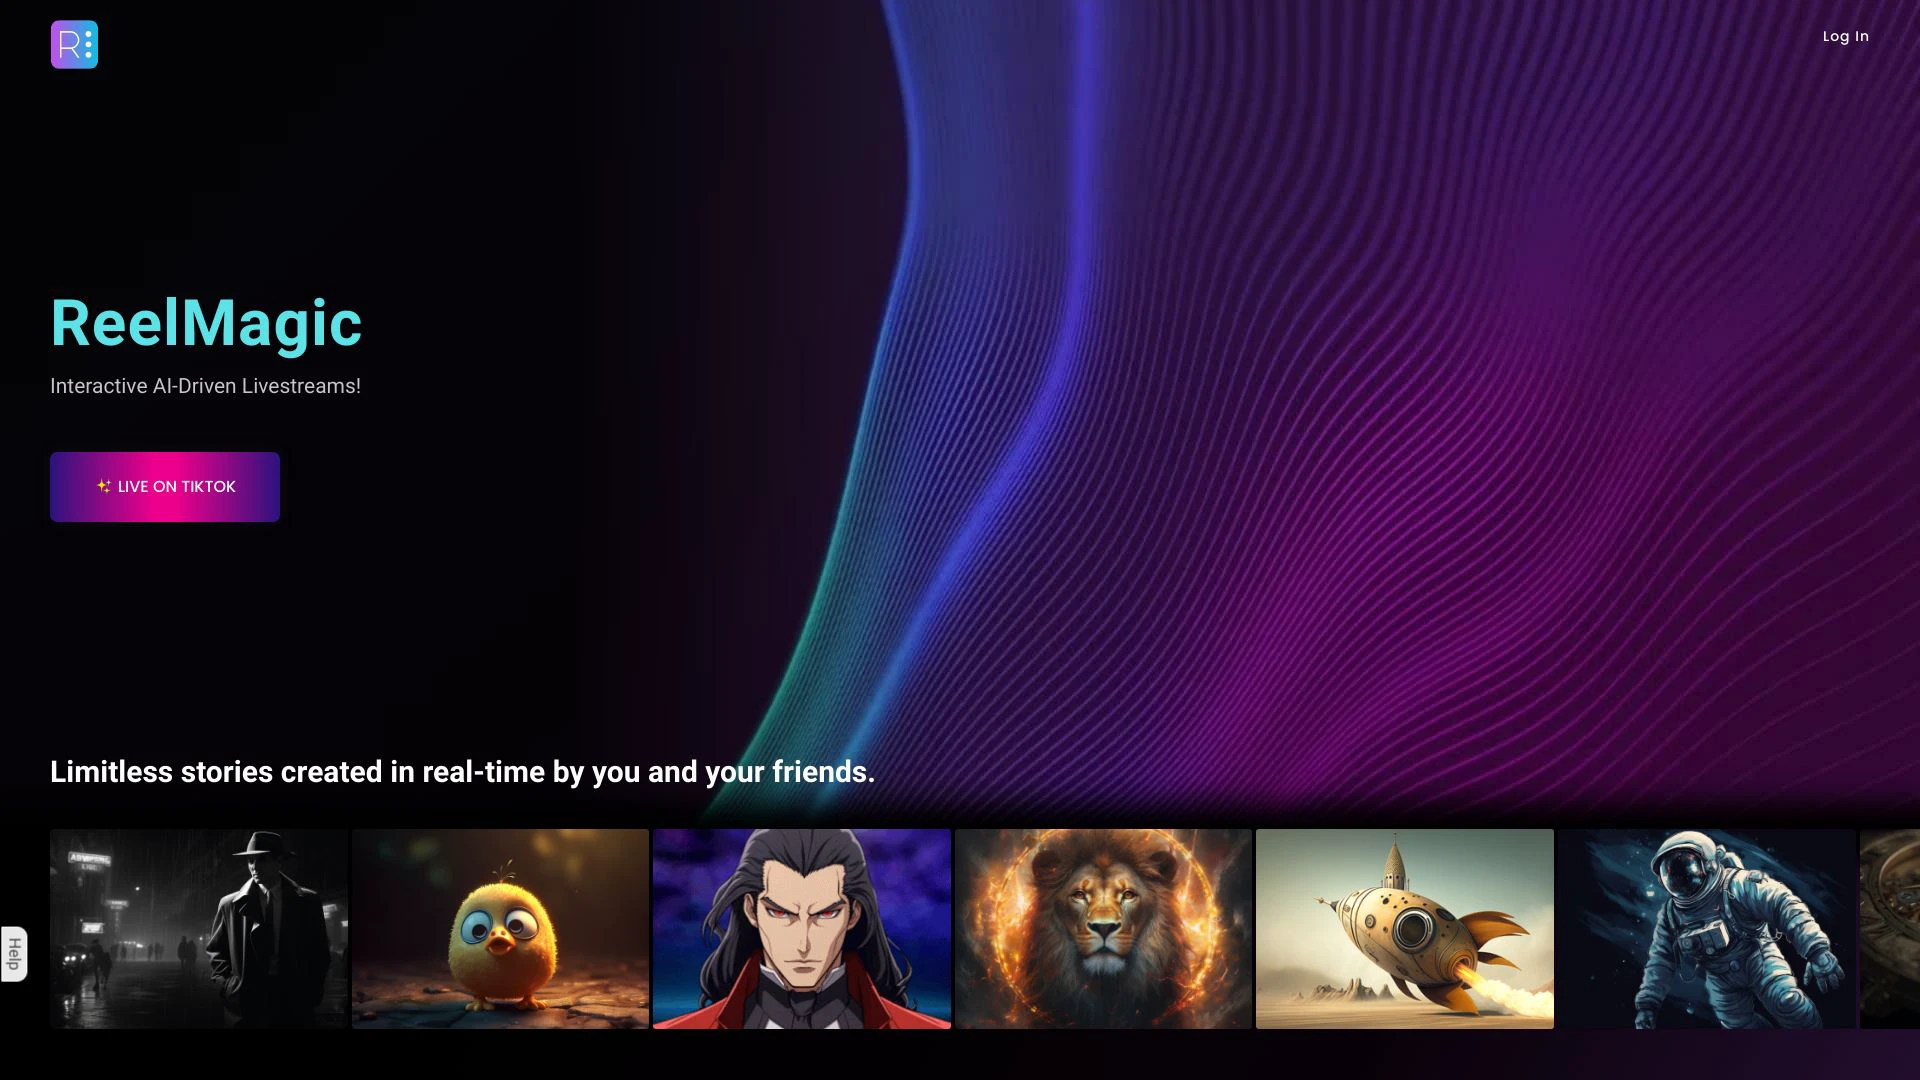 R
Log In
ReelMagic
Interactive AI-Driven Livestreams!
✨ LIVE ON TIKTOK
Limitless stories created in real-time by you and your friends.
Help